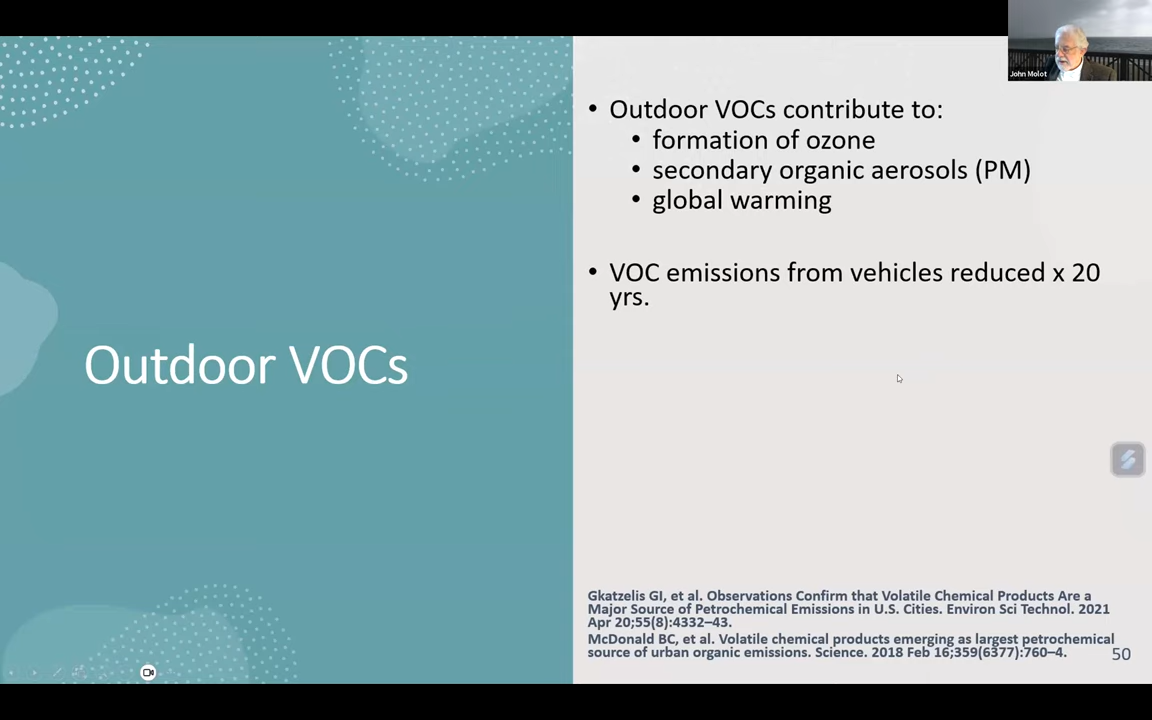 John Molot
• Outdoor VOCs contribute to:
• formation of ozone
• secondary organic aerosols (PM)
• global warming
• VOC emissions from vehicles reduced x 20
yrs.
Outdoor VOCs
Gkatzelis GI, et al. Observations Confirm that Volatile Chemical Products Are a
Major Source of Petrochemical Emissions in U.S. Cities. Environ Sci Technol. 2021
Apr 20;55(8):4332–43.
McDonald BC, et al. Volatile chemical products emerging as largest petrochemical
source of urban organic emissions. Science. 2018 Feb 16;359(6377):760–4.
50